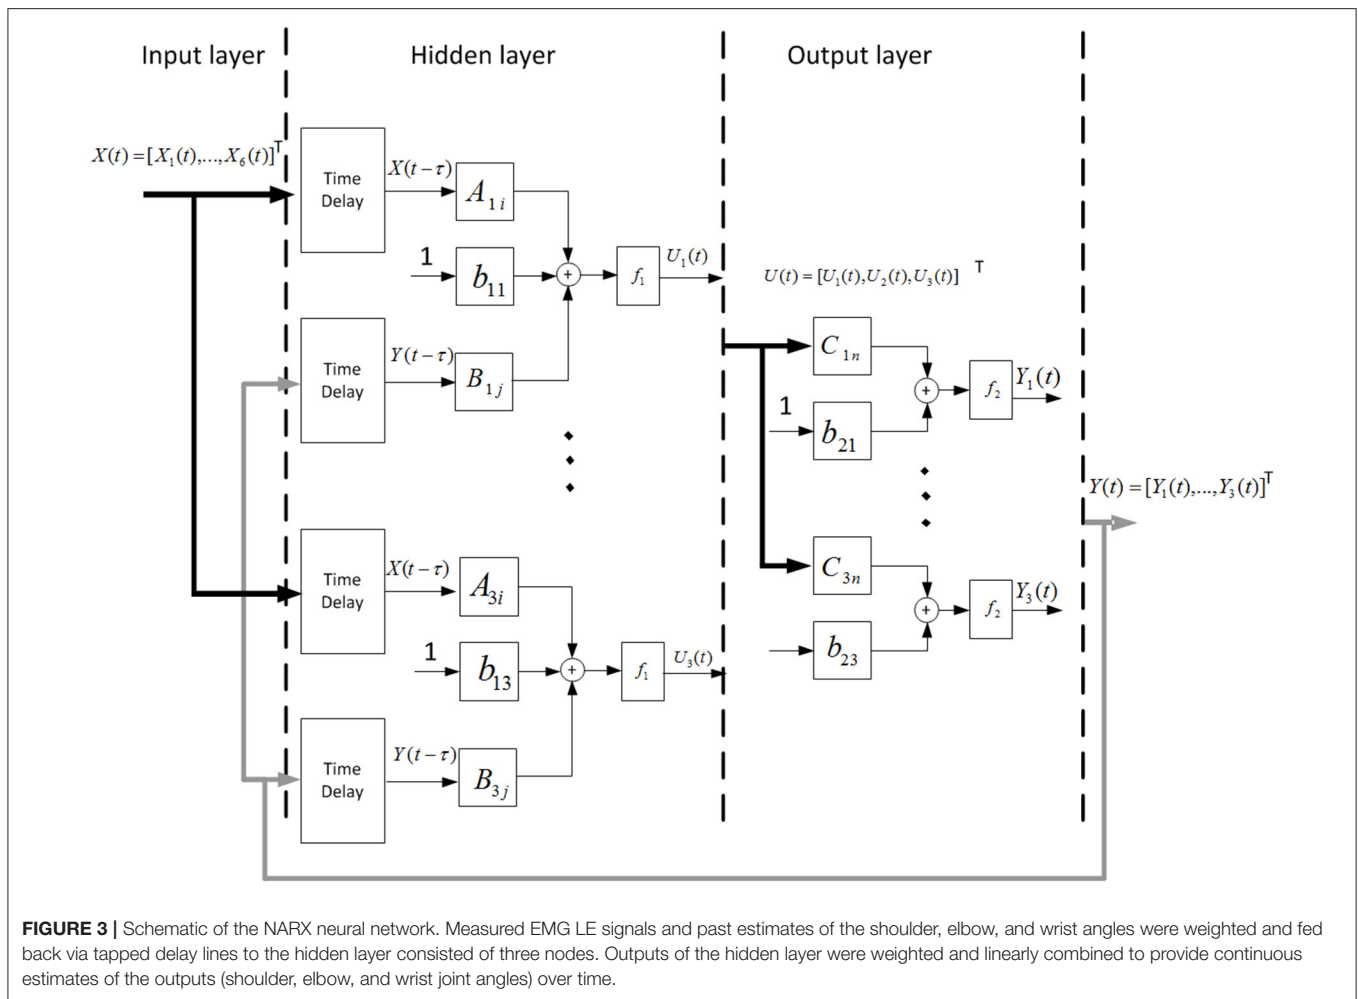 Input layer
Hidden layer
Output layer
X(t)=[X₁(t),...,X₆(t)]ᵀ
Time
Delay
X(t−τ)
A₁ᵢ
1
b₁₁
+
f₁
U₁(t)
Time
Delay
Y(t−τ)
B₁ⱼ
Time
Delay
X(t−τ)
A₃ᵢ
1
b₁₃
+
f₁
U₃(t)
Time
Delay
Y(t−τ)
B₃ⱼ
U(t)=[U₁(t),U₂(t),U₃(t)]ᵀ
C₁ₙ
1
b₂₁
+
f₂
Y₁(t)
C₃ₙ
b₂₃
+
f₂
Y₃(t)
Y(t)=[Y₁(t),...,Y₃(t)]ᵀ
FIGURE 3 | Schematic of the NARX neural network. Measured EMG LE signals and past estimates of the shoulder, elbow, and wrist angles were weighted and fed
back via tapped delay lines to the hidden layer consisted of three nodes. Outputs of the hidden layer were weighted and linearly combined to provide continuous
estimates of the outputs (shoulder, elbow, and wrist joint angles) over time.